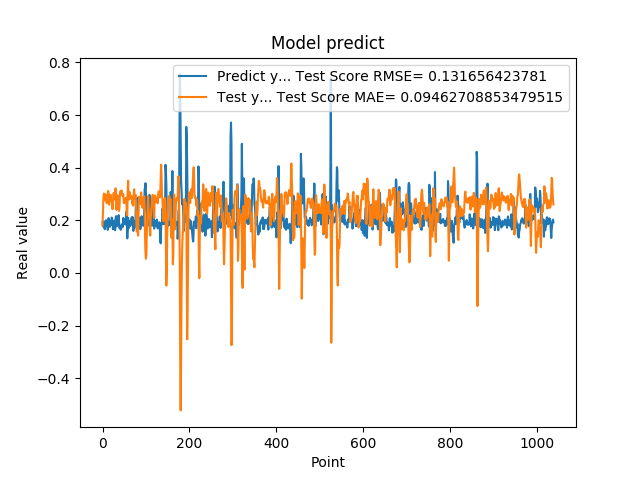 Model predict
Predict y... Test Score RMSE= 0.131656423781
Test y... Test Score MAE= 0.09462708853479515
0.8
0.6
0.4
0.2
0.0
−0.2
−0.4
Real value
0 200 400 600 800 1000
Point